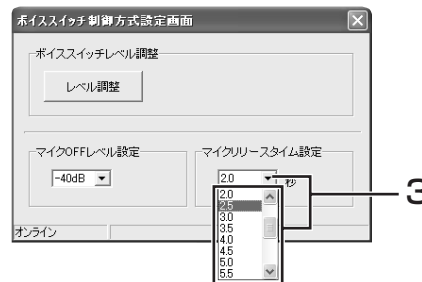 ボイススイッチ制御方式設定画面
ボイススイッチレベル調整
レベル調整
マイクOFFレベル設定
マイクリリースタイム設定
-40dB
2.0
秒
2.0
2.5
3.0
3.5
4.0
4.5
5.0
5.5
3
オンライン